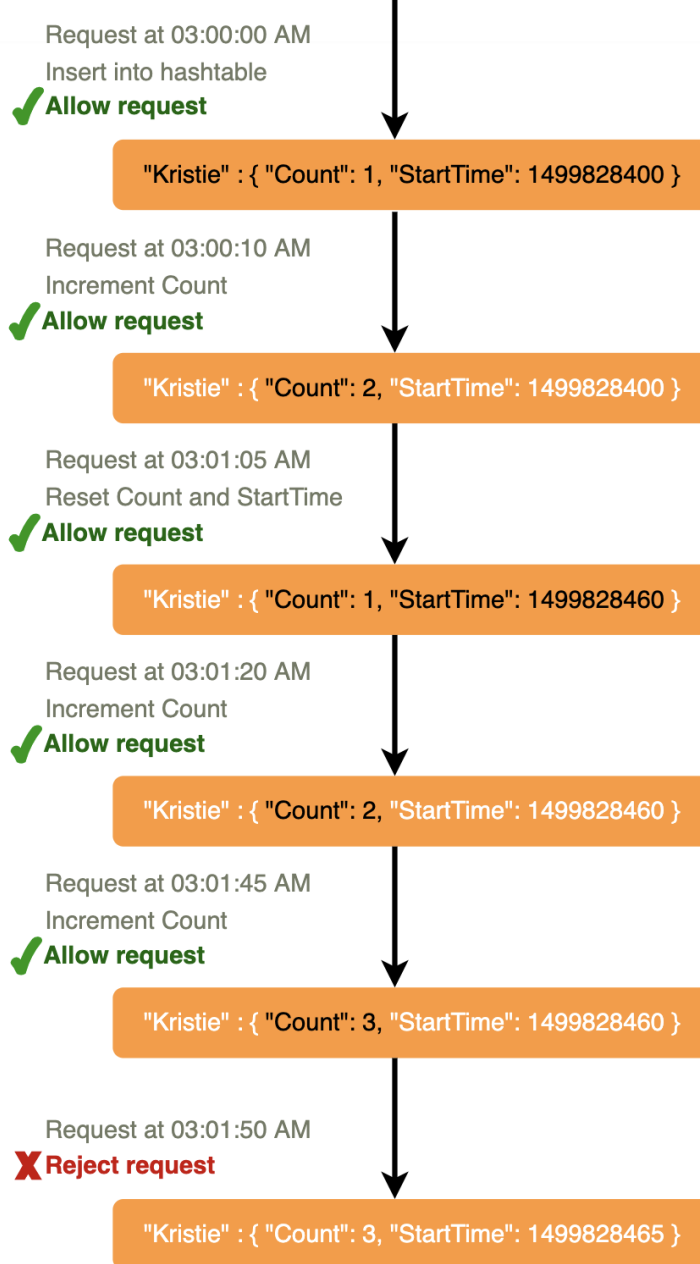 Request at 03:00:00 AM
Insert into hashtable
Allow request
"Kristie" : { "Count": 1, "StartTime": 1499828400 }
Request at 03:00:10 AM
Increment Count
Allow request
"Kristie" : { "Count": 2, "StartTime": 1499828400 }
Request at 03:01:05 AM
Reset Count and StartTime
Allow request
"Kristie" : { "Count": 1, "StartTime": 1499828460 }
Request at 03:01:20 AM
Increment Count
Allow request
"Kristie" : { "Count": 2, "StartTime": 1499828460 }
Request at 03:01:45 AM
Increment Count
Allow request
"Kristie" : { "Count": 3, "StartTime": 1499828460 }
Request at 03:01:50 AM
Reject request
"Kristie" : { "Count": 3, "StartTime": 1499828465 }